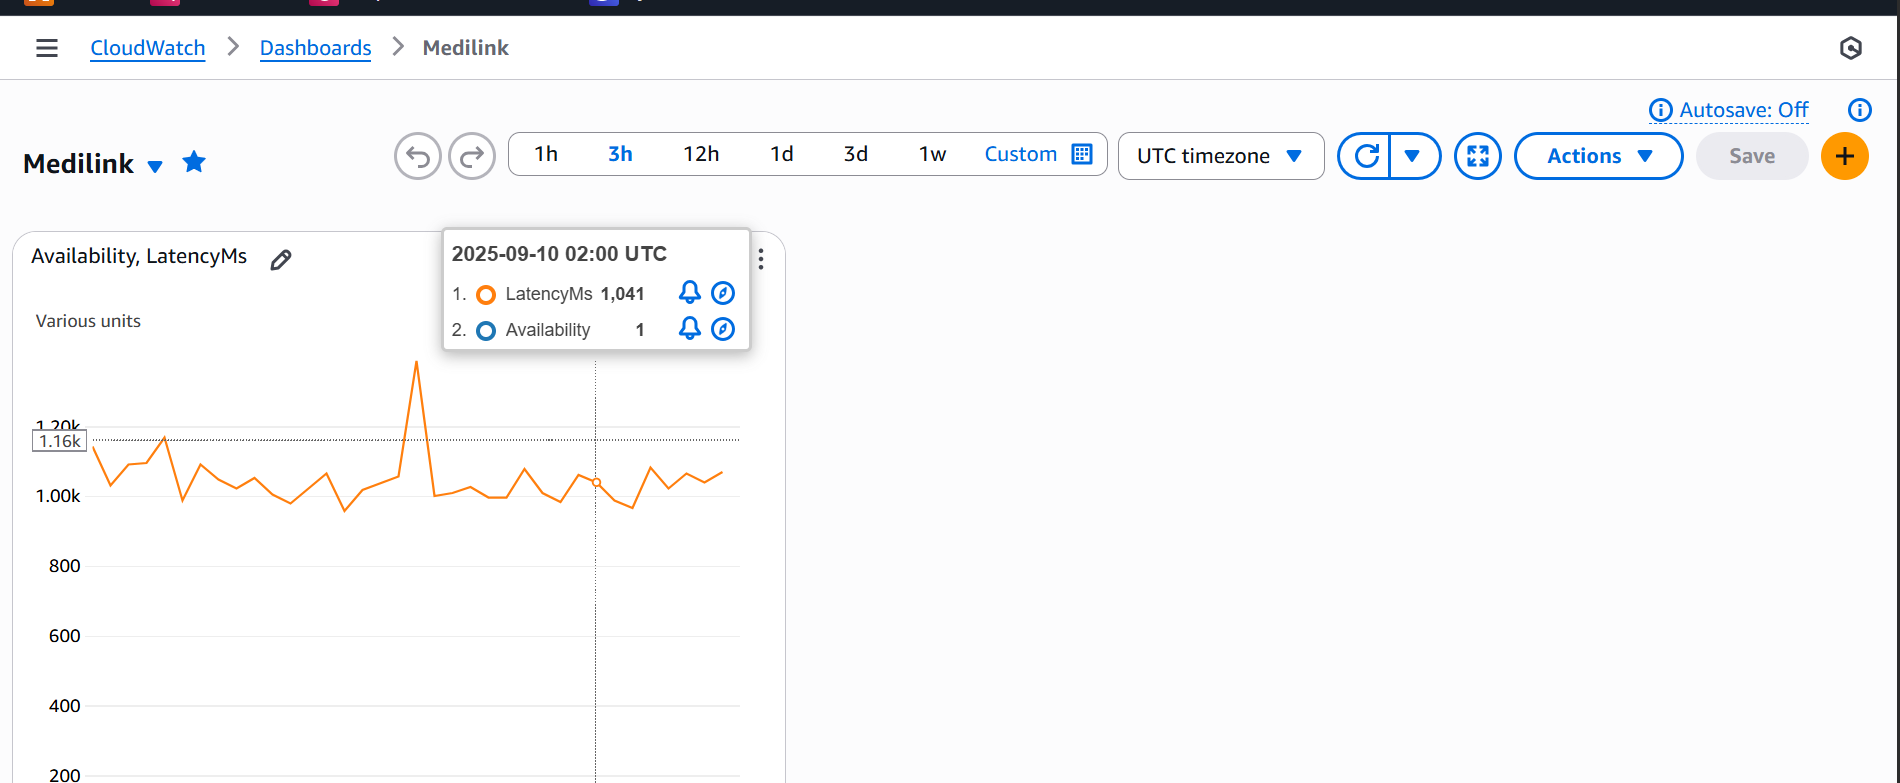 CloudWatch > Dashboards > Medilink
Autosave: Off
Medilink
1h 3h 12h 1d 3d 1w Custom
UTC timezone
Actions
Save
Availability, LatencyMs
2025-09-10 02:00 UTC
1. LatencyMs 1,041
2. Availability 1
Various units
1.20k
1.16k
1.00k
800
600
400
200